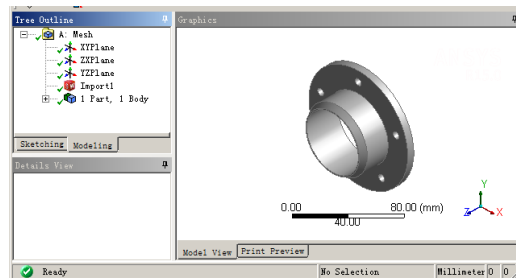 Tree Outline
A: Mesh
XYPlane
ZXPlane
YZPlane
Import1
1 Part, 1 Body
Sketching Modeling
Details View
Graphics
0.00 80.00 (mm)
40.00
Y
Z X
Model View Print Preview
Ready No Selection Millimeter 0 0